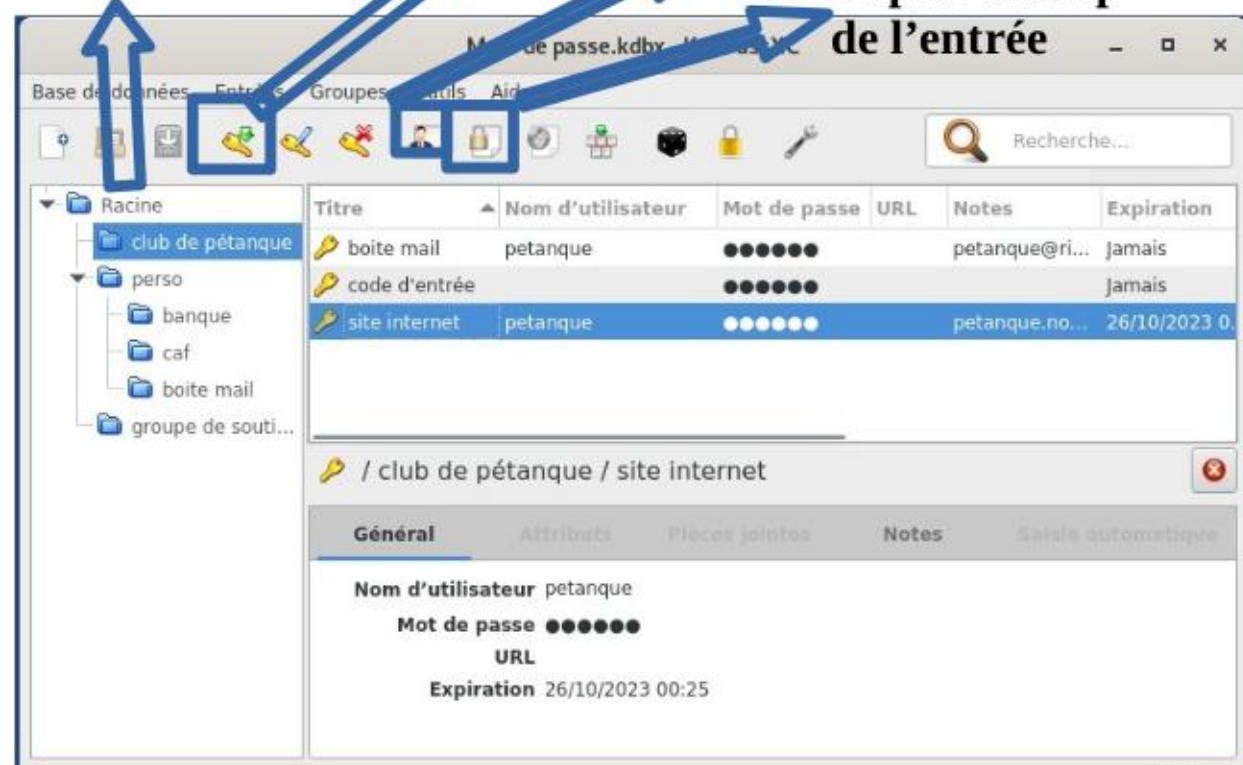 de l’entrée
de passe.kdbx
Base de données Entrées Groupes Aid
Recherche...
Racine
club de pétanque
perso
banque
caf
boite mail
groupe de souti...
Titre Nom d’utilisateur Mot de passe URL Notes Expiration
boite mail petanque ●●●●●● petanque@ri... Jamais
code d'entrée ●●●●●● Jamais
site internet petanque ●●●●●● petanque.no... 26/10/2023 0.
/ club de pétanque / site internet
Général Attributs Pièces jointes Notes Saisie automatique
Nom d’utilisateur petanque
Mot de passe ●●●●●●
URL
Expiration 26/10/2023 00:25